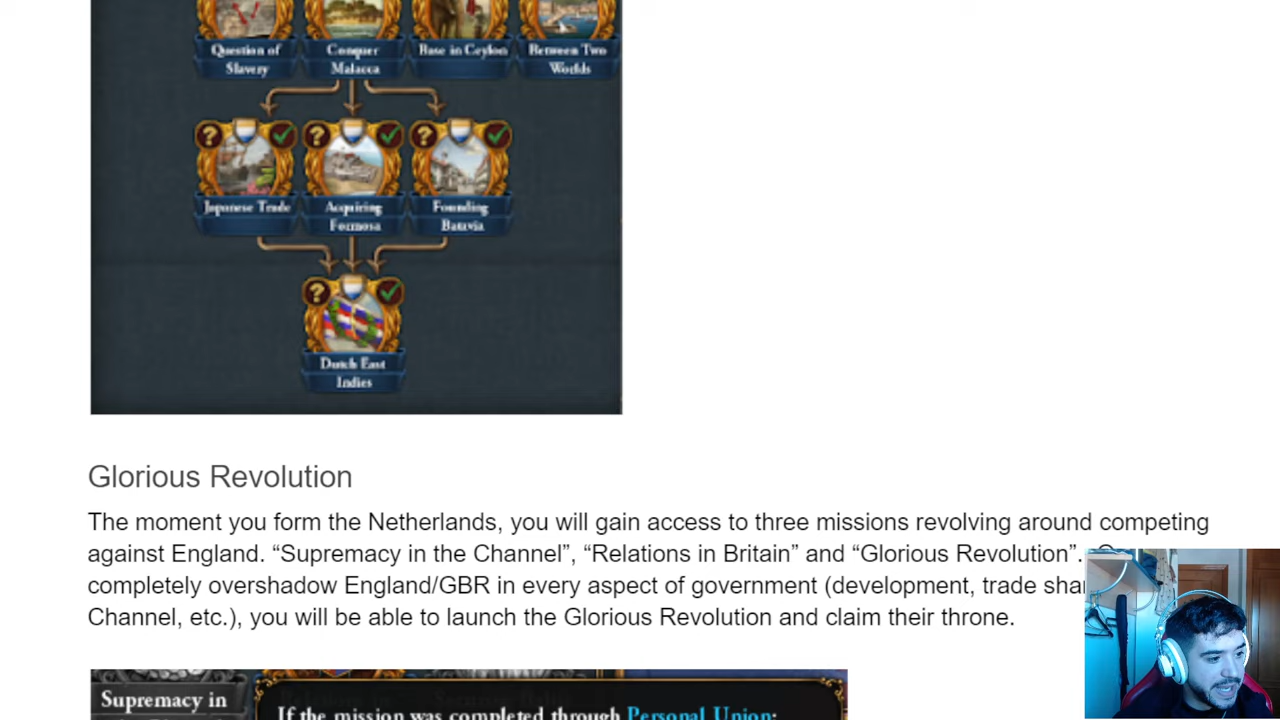 Question of Conquer Base in Ceylon Between Two
Slavery Malacca Worlds
Japanese Trade Acquiring Founding
Formosa Batavia
Dutch East
Indies
Glorious Revolution
The moment you form the Netherlands, you will gain access to three missions revolving around competing
against England. “Supremacy in the Channel”, “Relations in Britain” and “Glorious Revolution”.
completely overshadow England/GBR in every aspect of government (development, trade shar
Channel, etc.), you will be able to launch the Glorious Revolution and claim their throne.
Supremacy in
If the mission was completed through Personal Union: